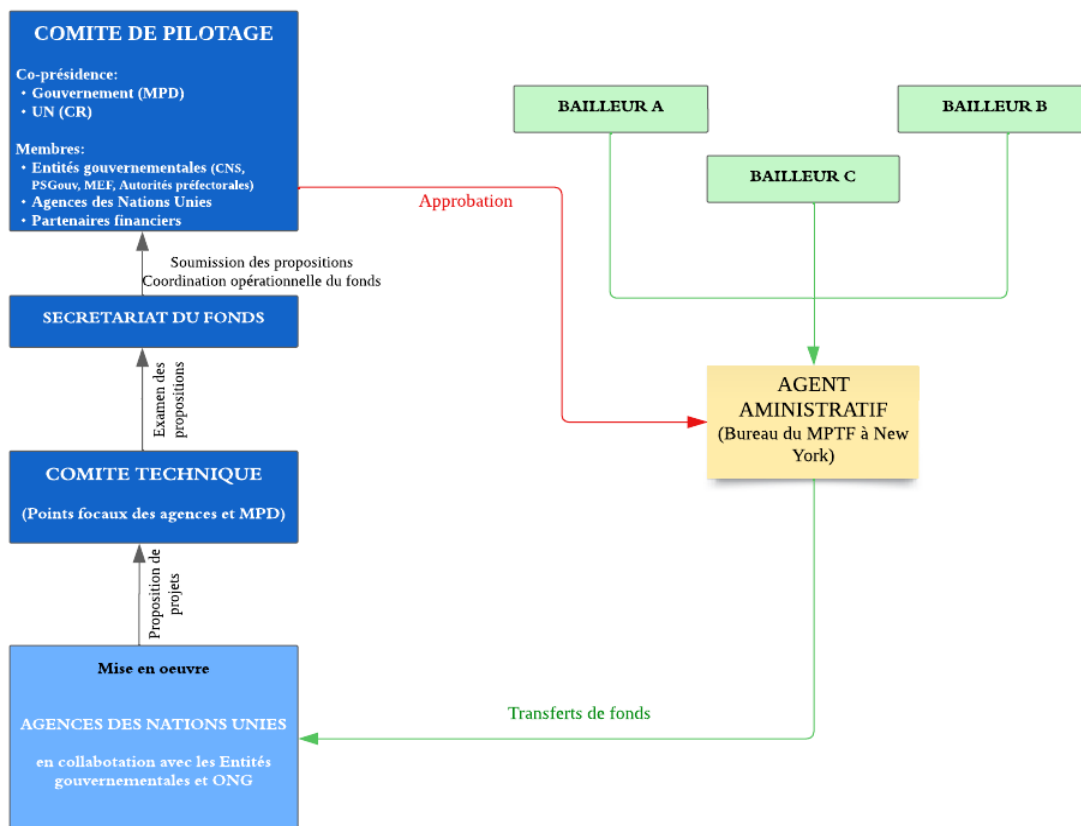 COMITE DE PILOTAGE
Co-présidence:
• Gouvernement (MPD)
• UN (CR)
Membres:
• Entités gouvernementales (CNS,
PSGouv, MEF, Autorités préfectorales)
• Agences des Nations Unies
• Partenaires financiers
BAILLEUR A
BAILLEUR B
BAILLEUR C
Approbation
Soumission des propositions
Coordination opérationnelle du fonds
SECRETARIAT DU FONDS
Examen des
propositions
AGENT
AMINISTRATIF
(Bureau du MPTF à New
York)
COMITE TECHNIQUE
(Points focaux des agences et MPD)
Proposition de
projets
Mise en oeuvre
AGENCES DES NATIONS UNIES
en collabotation avec les Entités
gouvernementales et ONG
Transferts de fonds